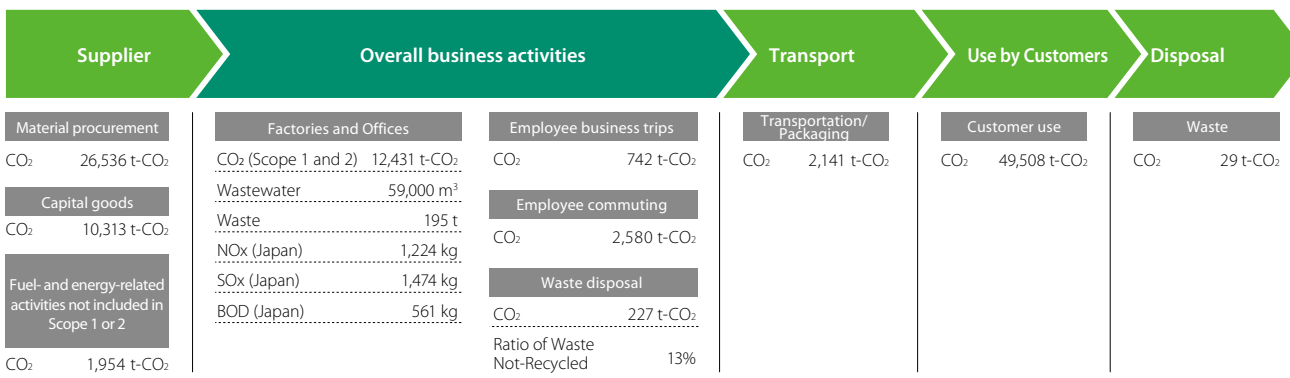 Supplier
Overall business activities
Transport
Use by Customers
Disposal
Material procurement
CO₂ 26,536 t-CO₂
Capital goods
CO₂ 10,313 t-CO₂
Fuel- and energy-related
activities not included in
Scope 1 or 2
CO₂ 1,954 t-CO₂
Factories and Offices
CO₂ (Scope 1 and 2) 12,431 t-CO₂
Wastewater 59,000 m³
Waste 195 t
NOx (Japan) 1,224 kg
SOx (Japan) 1,474 kg
BOD (Japan) 561 kg
Employee business trips
CO₂ 742 t-CO₂
Employee commuting
CO₂ 2,580 t-CO₂
Waste disposal
CO₂ 227 t-CO₂
Ratio of Waste
Not-Recycled 13%
Transportation/
Packaging
CO₂ 2,141 t-CO₂
Customer use
CO₂ 49,508 t-CO₂
Waste
CO₂ 29 t-CO₂